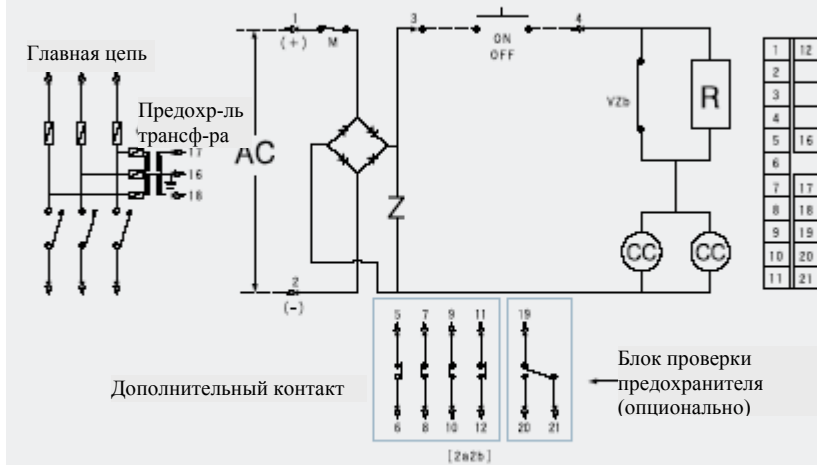 Главная цепь
Предохр-ль
трансф-ра
17
16
18
AC
1
(+)
M
2
(-)
Z
3
ON
OFF
4
VZb
R
CC
CC
1 12
2
3
4
5 16
6
7 17
8 18
9 19
10 20
11 21
5 7 9 11
6 8 10 12
[2a2b]
19
20 21
Дополнительный контакт
Блок проверки
предохранителя
(опционально)